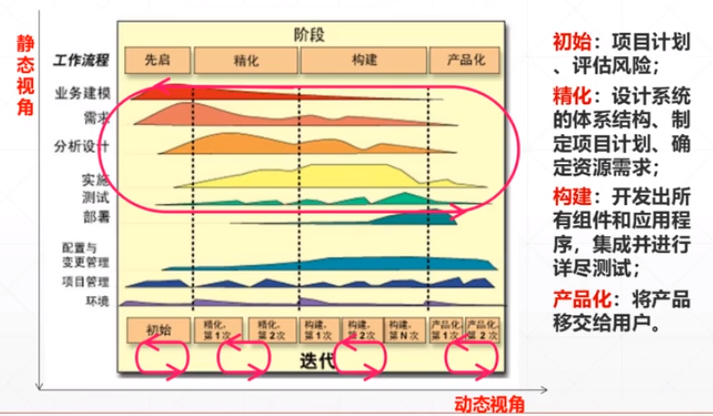 静态视角
阶段
工作流程
先启
精化
构建
产品化
业务建模
需求
分析设计
实施
测试
部署
配置与
变更管理
项目管理
环境
初始
精化,
第1次
精化,
第2次
构建,
第1次
构建,
第2次
构建,
第N次
产品化,
第1次
产品化,
第2次
迭代
动态视角
初始：项目计划
、评估风险；
精化：设计系统
的体系结构、制
定项目计划、确
定资源需求；
构建：开发出所
有组件和应用程
序，集成并进行
详尽测试；
产品化：将产品
移交给用户。